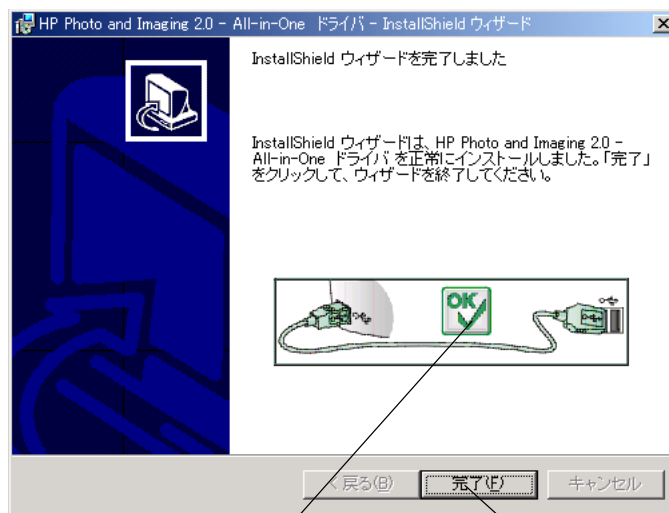 HP Photo and Imaging 2.0 - All-in-One ドライバ - InstallShield ウィザード
InstallShield ウィザードを完了しました
InstallShield ウィザードは、HP Photo and Imaging 2.0 -
All-in-One ドライバ を正常にインストールしました。「完了」
をクリックして、ウィザードを終了してください。
OK
< 戻る(B)
完了(F)
キャンセル